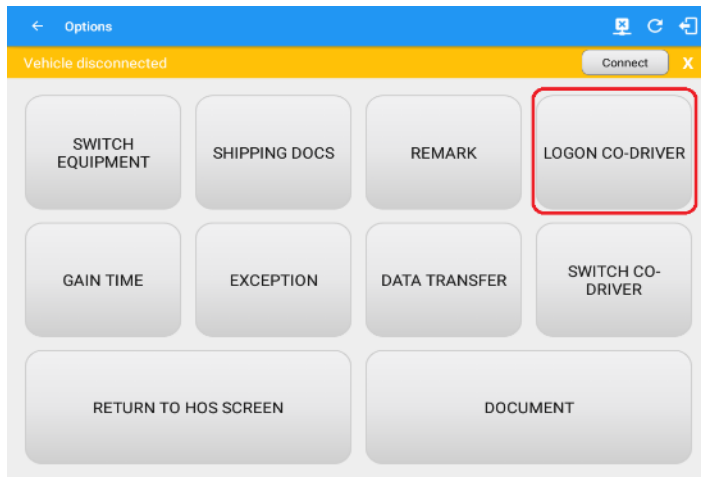 Options
Vehicle disconnected
Connect
X
SWITCH
EQUIPMENT
SHIPPING DOCS
REMARK
LOGON CO-DRIVER
GAIN TIME
EXCEPTION
DATA TRANSFER
SWITCH CO-
DRIVER
RETURN TO HOS SCREEN
DOCUMENT